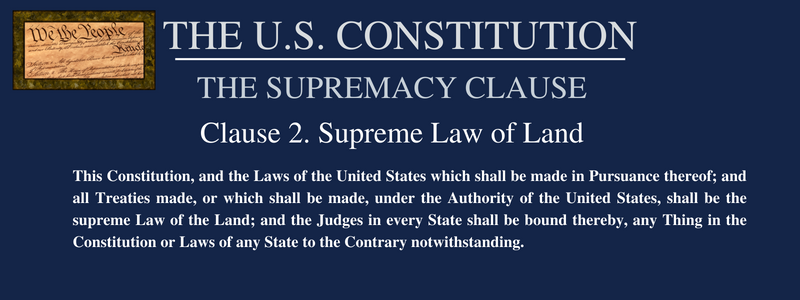 We the People
Article
THE U.S. CONSTITUTION
THE SUPREMACY CLAUSE
Clause 2. Supreme Law of Land
This Constitution, and the Laws of the United States which shall be made in Pursuance thereof; and
all Treaties made, or which shall be made, under the Authority of the United States, shall be the
supreme Law of the Land; and the Judges in every State shall be bound thereby, any Thing in the
Constitution or Laws of any State to the Contrary notwithstanding.